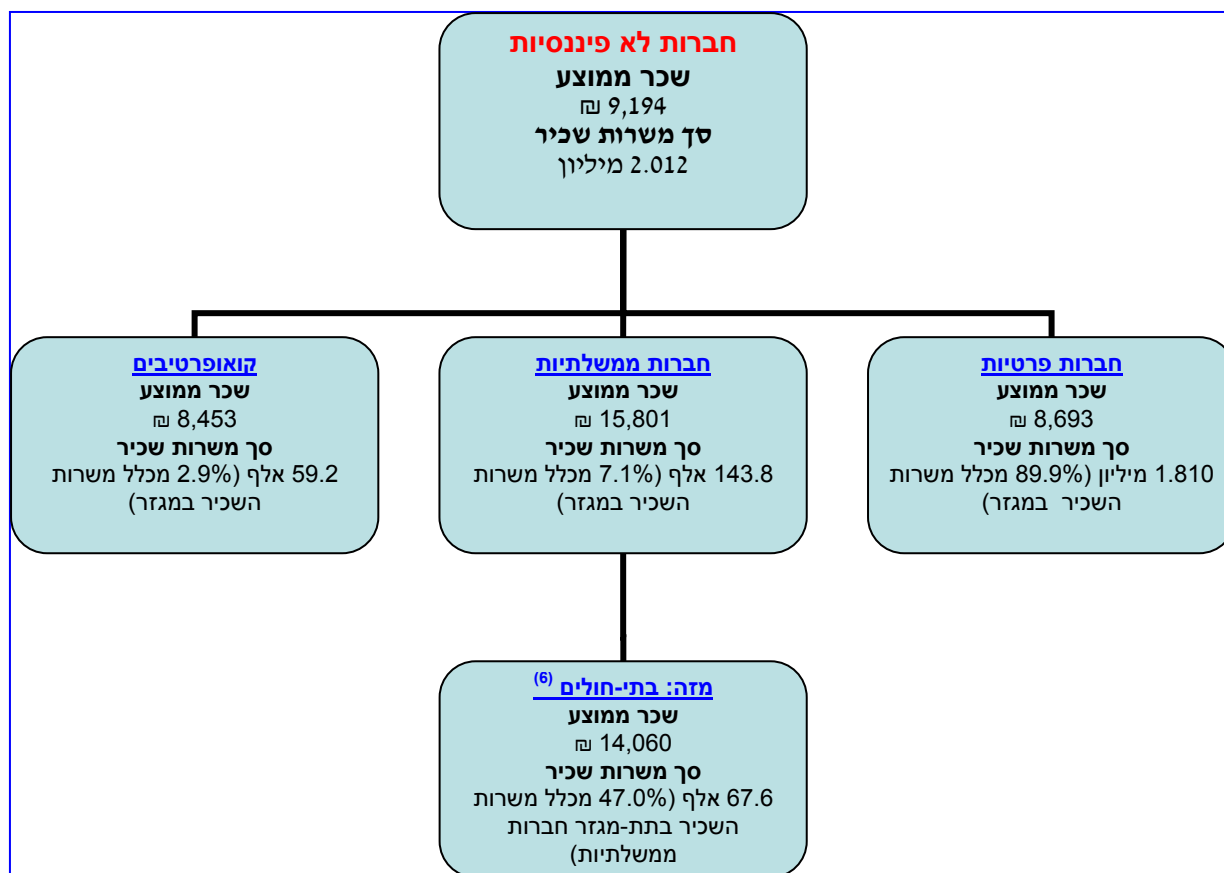 חברות לא פיננסיות
שכר ממוצע
9,194 ₪
סך משרות שכיר
2.012 מיליון
חברות פרטיות
שכר ממוצע
8,693 ₪
סך משרות שכיר
1.810 מיליון (89.9% מכלל משרות
השכיר במגזר)
חברות ממשלתיות
שכר ממוצע
15,801 ₪
סך משרות שכיר
143.8 אלף (7.1% מכלל משרות
השכיר במגזר)
קואופרטיבים
שכר ממוצע
8,453 ₪
סך משרות שכיר
59.2 אלף (2.9% מכלל משרות
השכיר במגזר)
מזה: בתי-חולים (6)
שכר ממוצע
14,060 ₪
סך משרות שכיר
67.6 אלף (47.0% מכלל משרות
השכיר בתת-מגזר חברות
ממשלתיות)